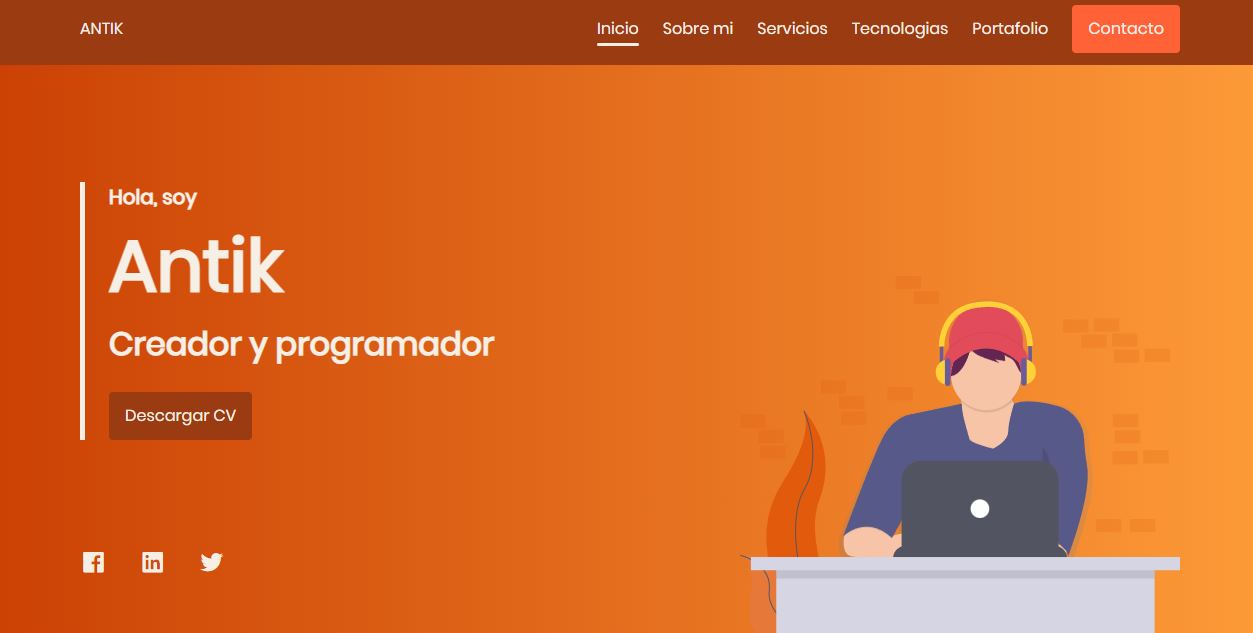 ANTIK
Inicio Sobre mi Servicios Tecnologias Portafolio Contacto
Hola, soy
Antik
Creador y programador
Descargar CV